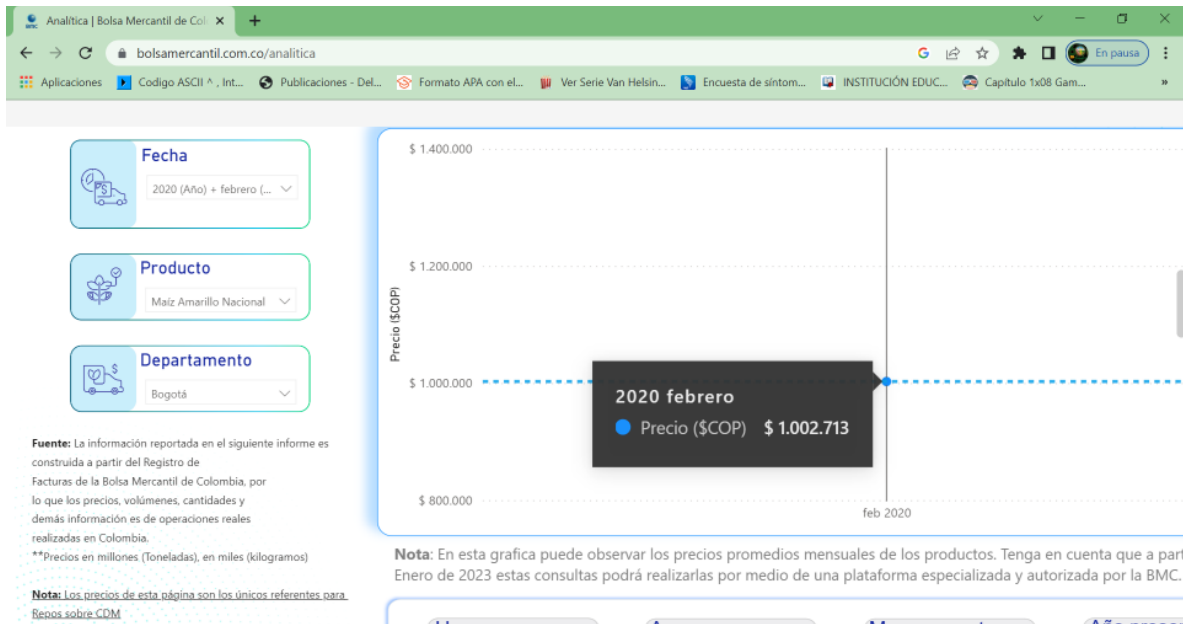 Analítica | Bolsa Mercantil de Col
bolsamercantil.com.co/analitica
En pausa
Aplicaciones
Codigo ASCII ^ , Int...
Publicaciones - Del...
Formato APA con el...
Ver Serie Van Helsin...
Encuesta de síntom...
INSTITUCIÓN EDUC...
Capítulo 1x08 Gam...
»
Fecha
2020 (Año) + febrero (...
Producto
Maíz Amarillo Nacional
Departamento
Bogotá
Fuente: La información reportada en el siguiente informe es
construida a partir del Registro de
Facturas de la Bolsa Mercantil de Colombia, por
lo que los precios, volúmenes, cantidades y
demás información es de operaciones reales
realizadas en Colombia.
**Precios en millones (Toneladas), en miles (kilogramos)
Nota: Los precios de esta página son los únicos referentes para
Repos sobre CDM
Precio ($COP)
$ 1.400.000
$ 1.200.000
$ 1.000.000
$ 800.000
2020 febrero
Precio ($COP) $ 1.002.713
feb 2020
Nota: En esta grafica puede observar los precios promedios mensuales de los productos. Tenga en cuenta que a part
Enero de 2023 estas consultas podrá realizarlas por medio de una plataforma especializada y autorizada por la BMC.